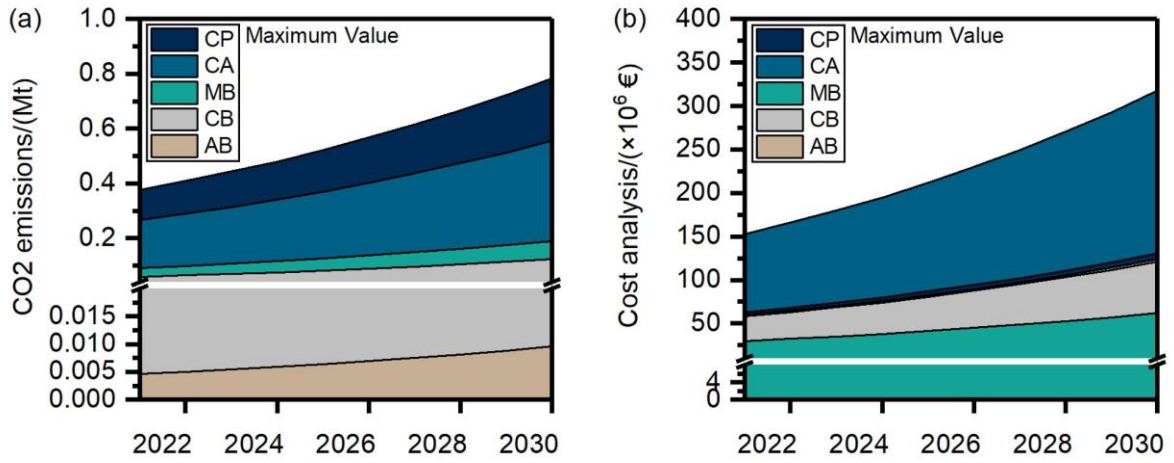 (a)
CO2 emissions/(Mt)
1.0
0.8
0.6
0.4
0.2
0.015
0.010
0.005
0.000
CP
CA
MB
CB
AB
Maximum Value
2022 2024 2026 2028 2030
(b)
Cost analysis/(×10⁶ €)
400
350
300
250
200
150
100
50
4
0
CP
CA
MB
CB
AB
Maximum Value
2022 2024 2026 2028 2030